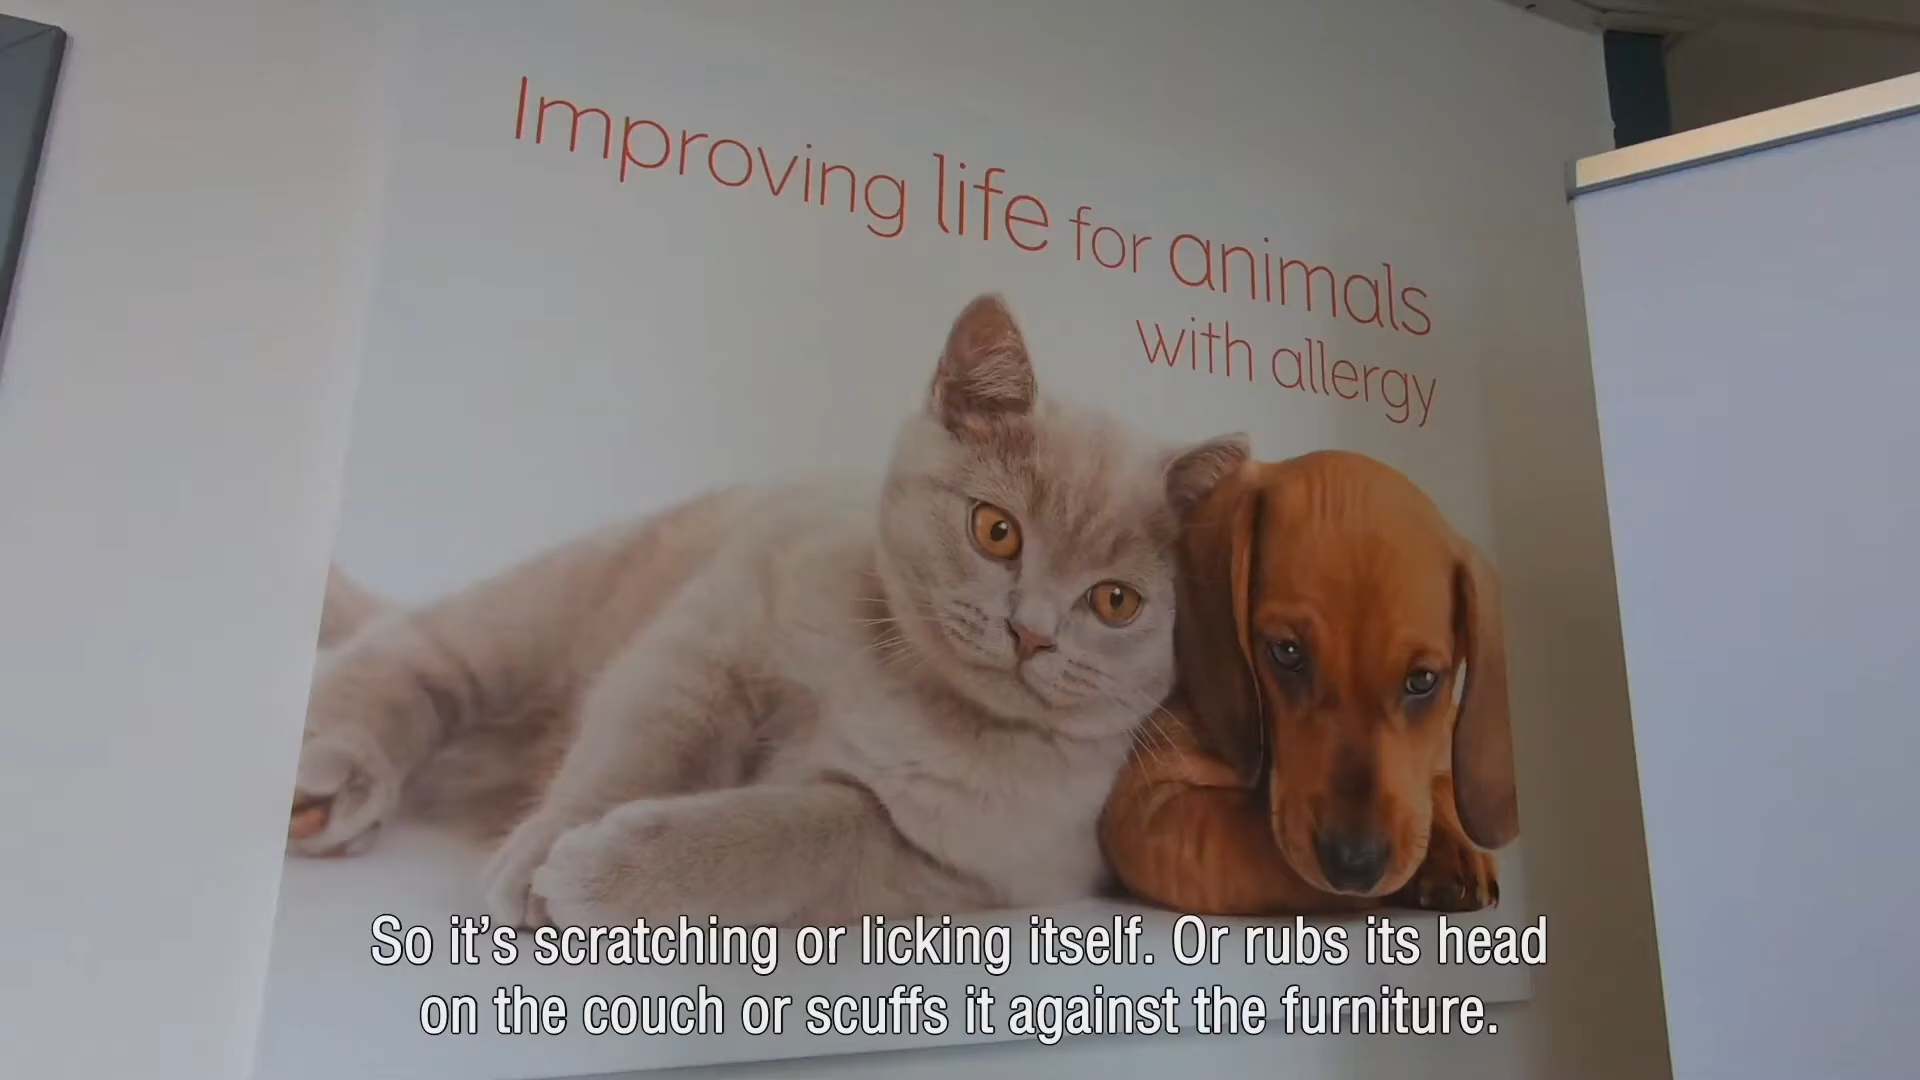 Improving life for animals
with allergy
So it's scratching or licking itself. Or rubs its head
on the couch or scuffs it against the furniture.